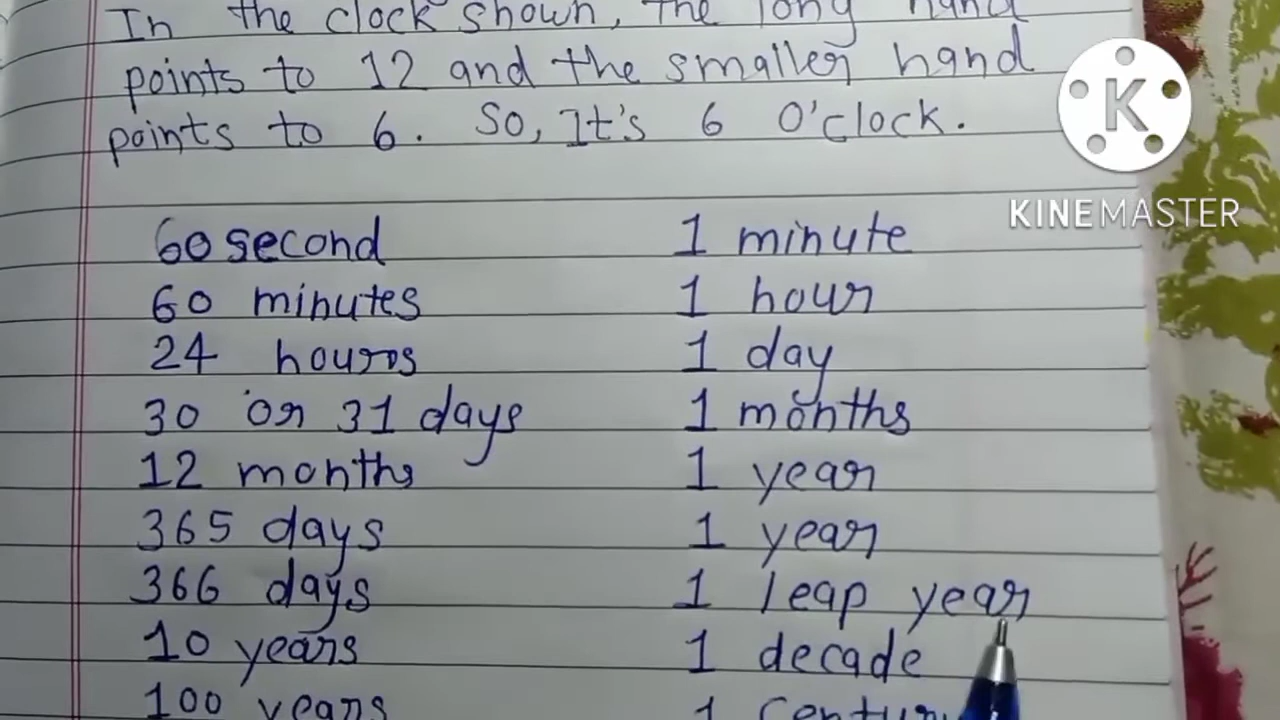 In the clock shown, the long hand
points to 12 and the smaller hand
points to 6. So, It's 6 O'clock.
K
KINEMASTER
60 second 1 minute
60 minutes 1 hour
24 hours 1 day
30 or 31 days 1 months
12 months 1 year
365 days 1 year
366 days 1 leap year
10 years 1 decade
100 years 1 century